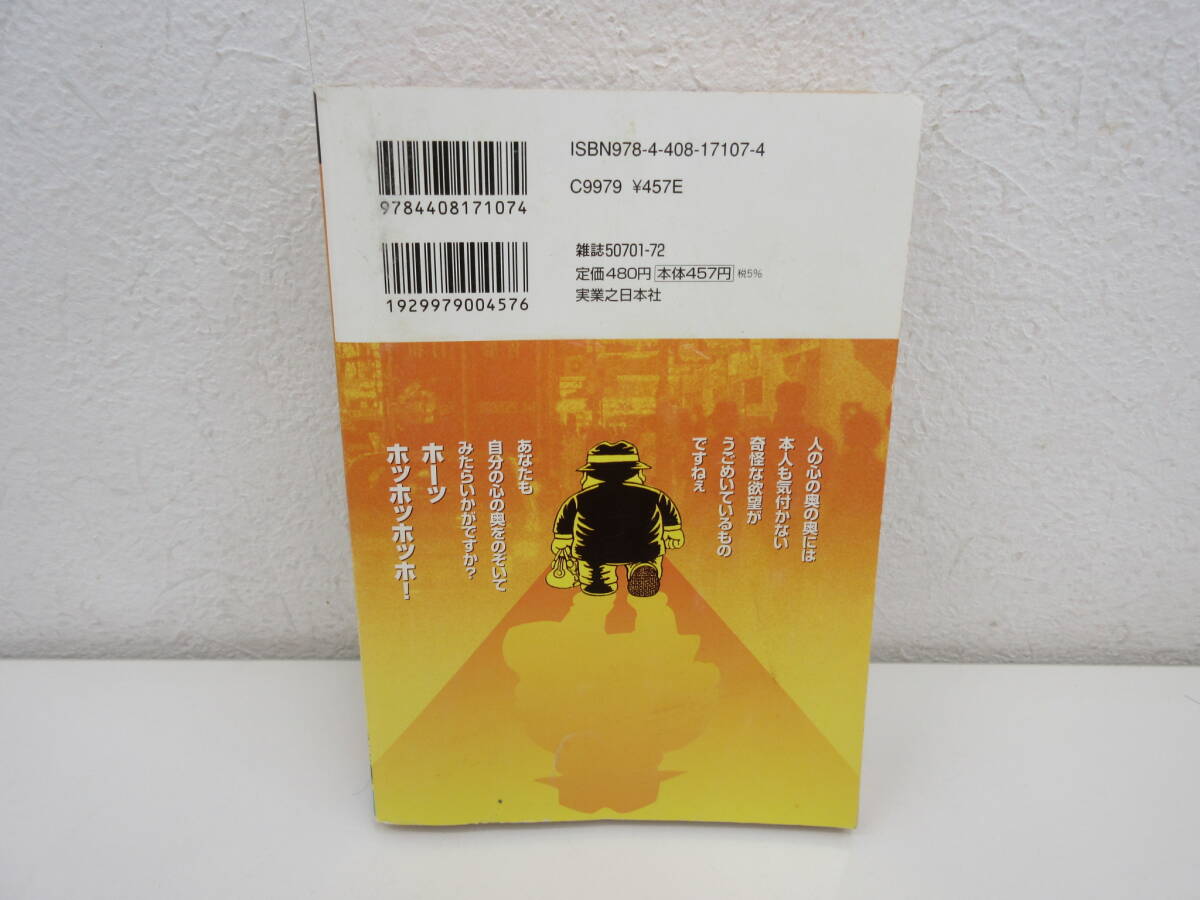 ISBN978-4-408-17107-4
C9979 ¥457E
9784408171074
雑誌50701-72
定価480円 本体457円 税5%
実業之日本社
1929979004576
人の心の奥の奥には
本人も気付かない
奇怪な欲望が
うごめいているもの
ですねぇ
あなたも
自分の心の奥をのぞいて
みたらいかがですか?
ホーッ
ホッホッホッホ!